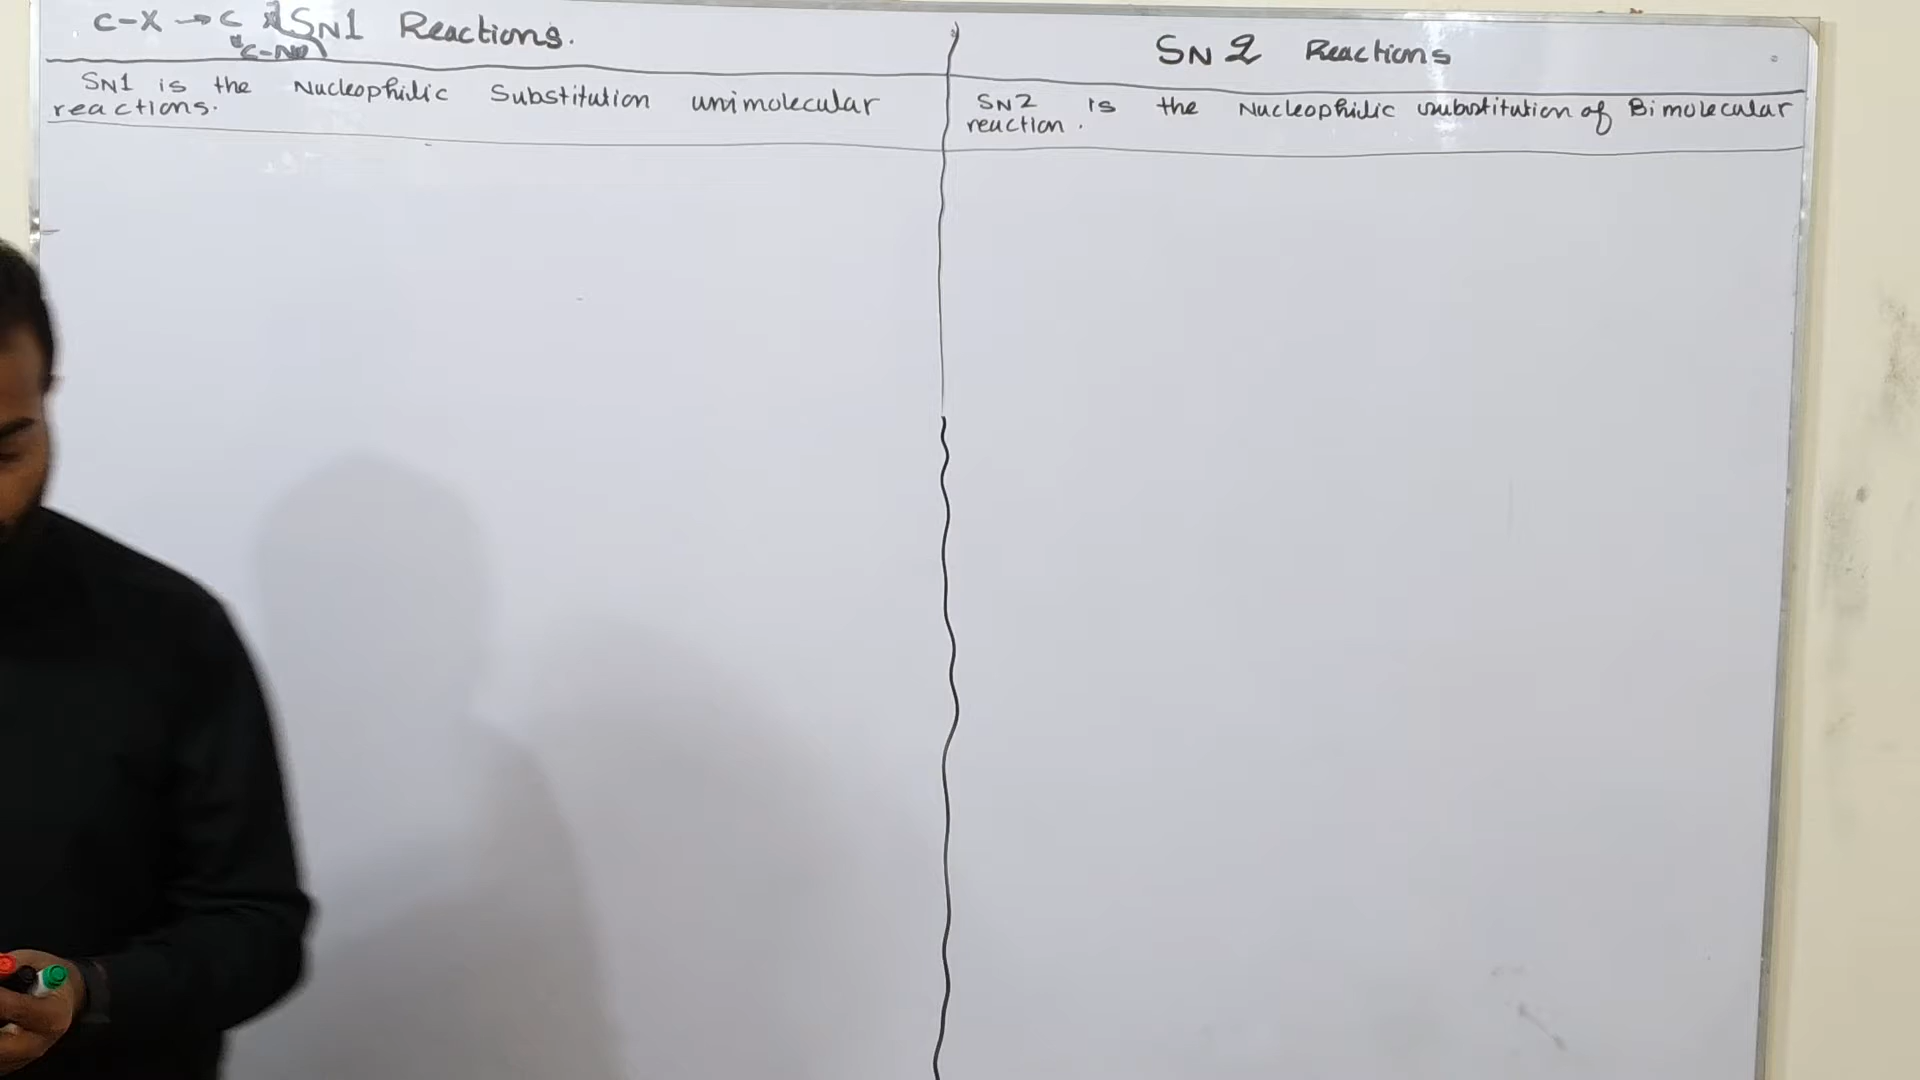 C-X → C SN1 Reactions.
SN2 Reactions
SN1 is the Nucleophilic Substitution unimolecular
reactions.
SN2 is the Nucleophilic substitution of Bimolecular
reaction.